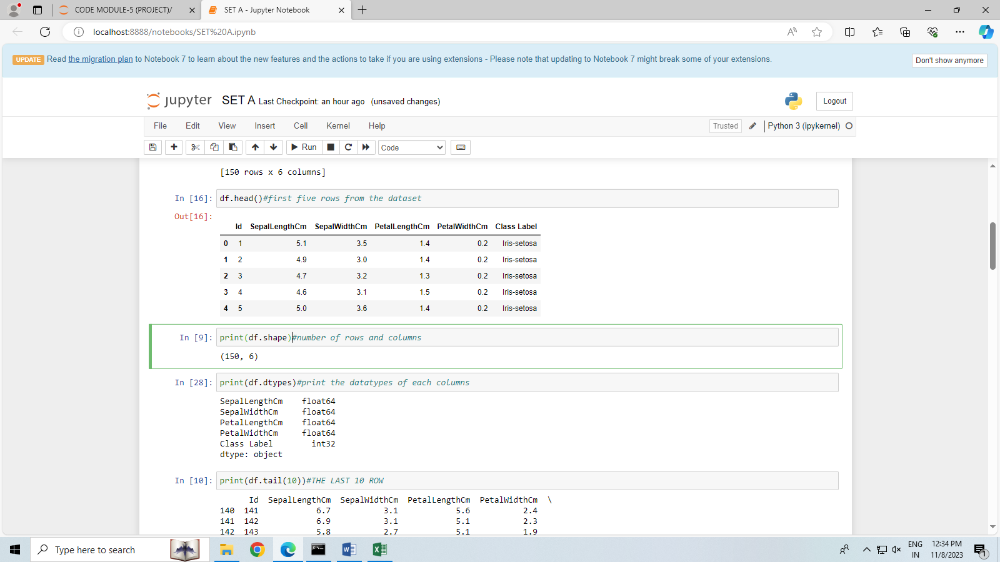 CODE MODULE-5 (PROJECT)/
SET A - Jupyter Notebook
localhost:8888/notebooks/SET%20A.ipynb
UPDATE Read the migration plan to Notebook 7 to learn about the new features and the actions to take if you are using extensions - Please note that updating to Notebook 7 might break some of your extensions.
Don't show anymore
jupyter SET A Last Checkpoint: an hour ago (unsaved changes)
Logout
File Edit View Insert Cell Kernel Help
Trusted Python 3 (ipykernel)
Run Code
[150 rows x 6 columns]
In [16]: df.head()#first five rows from the dataset
Out[16]:
Id SepalLengthCm SepalWidthCm PetalLengthCm PetalWidthCm Class Label
0 1 5.1 3.5 1.4 0.2 Iris-setosa
1 2 4.9 3.0 1.4 0.2 Iris-setosa
2 3 4.7 3.2 1.3 0.2 Iris-setosa
3 4 4.6 3.1 1.5 0.2 Iris-setosa
4 5 5.0 3.6 1.4 0.2 Iris-setosa
In [9]: print(df.shape)#number of rows and columns
(150, 6)
In [28]: print(df.dtypes)#print the datatypes of each columns
SepalLengthCm float64
SepalWidthCm float64
PetalLengthCm float64
PetalWidthCm float64
Class Label int32
dtype: object
In [10]: print(df.tail(10))#THE LAST 10 ROW
Id SepalLengthCm SepalWidthCm PetalLengthCm PetalWidthCm \
140 141 6.7 3.1 5.6 2.4
141 142 6.9 3.1 5.1 2.3
142 143 5.8 2.7 5.1 1.9
Type here to search
ENG
IN
12:34 PM
11/8/2023
1